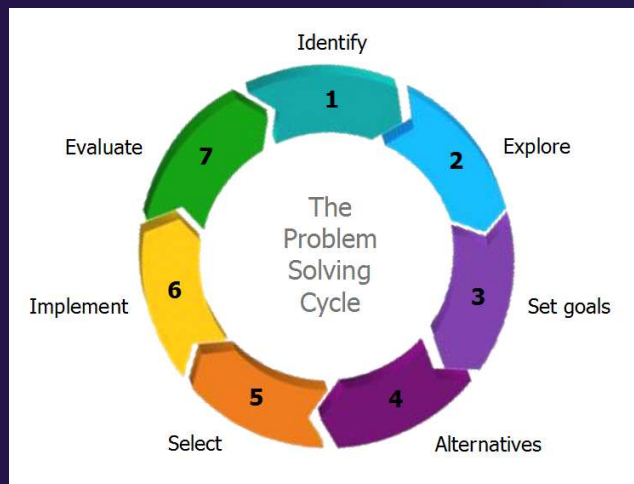 Identify
1
2
Explore
3
Set goals
4
Alternatives
5
Select
6
Implement
7
Evaluate
The
Problem
Solving
Cycle